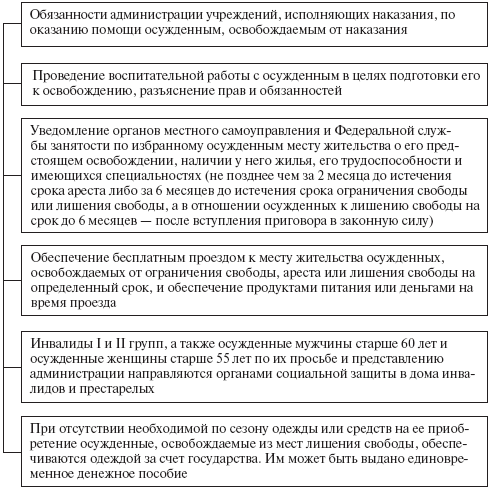 Обязанности администрации учреждений, исполняющих наказания, по
оказанию помощи осужденным, освобождаемым от наказания
Проведение воспитательной работы с осужденным в целях подготовки его
к освобождению, разъяснение прав и обязанностей
Уведомление органов местного самоуправления и Федеральной служ-
бы занятости по избранному осужденным месту жительства о его пред-
стоящем освобождении, наличии у него жилья, его трудоспособности и
имеющихся специальностях (не позднее чем за 2 месяца до истечения
срока ареста либо за 6 месяцев до истечения срока ограничения свободы
или лишения свободы, а в отношении осужденных к лишению свободы на
срок до 6 месяцев — после вступления приговора в законную силу)
Обеспечение бесплатным проездом к месту жительства осужденных,
освобождаемых от ограничения свободы, ареста или лишения свободы на
определенный срок, и обеспечение продуктами питания или деньгами на
время проезда
Инвалиды I и II групп, а также осужденные мужчины старше 60 лет и
осужденные женщины старше 55 лет по их просьбе и представлению
администрации направляются органами социальной защиты в дома инва-
лидов и престарелых
При отсутствии необходимой по сезону одежды или средств на ее приоб-
ретение осужденные, освобождаемые из мест лишения свободы, обеспе-
чиваются одеждой за счет государства. Им может быть выдано единовре-
менное денежное пособие